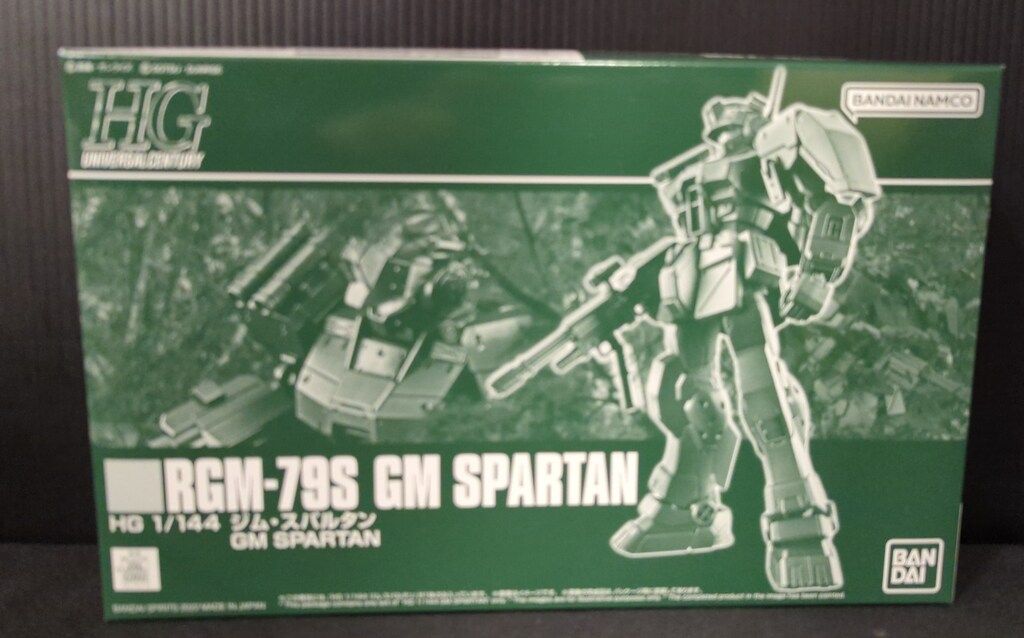 HG
UNIVERSAL CENTURY
BANDAI NAMCO
RGM-79S GM SPARTAN
HG 1/144 ジム・スパルタン
GM SPARTAN
BAN
DAI